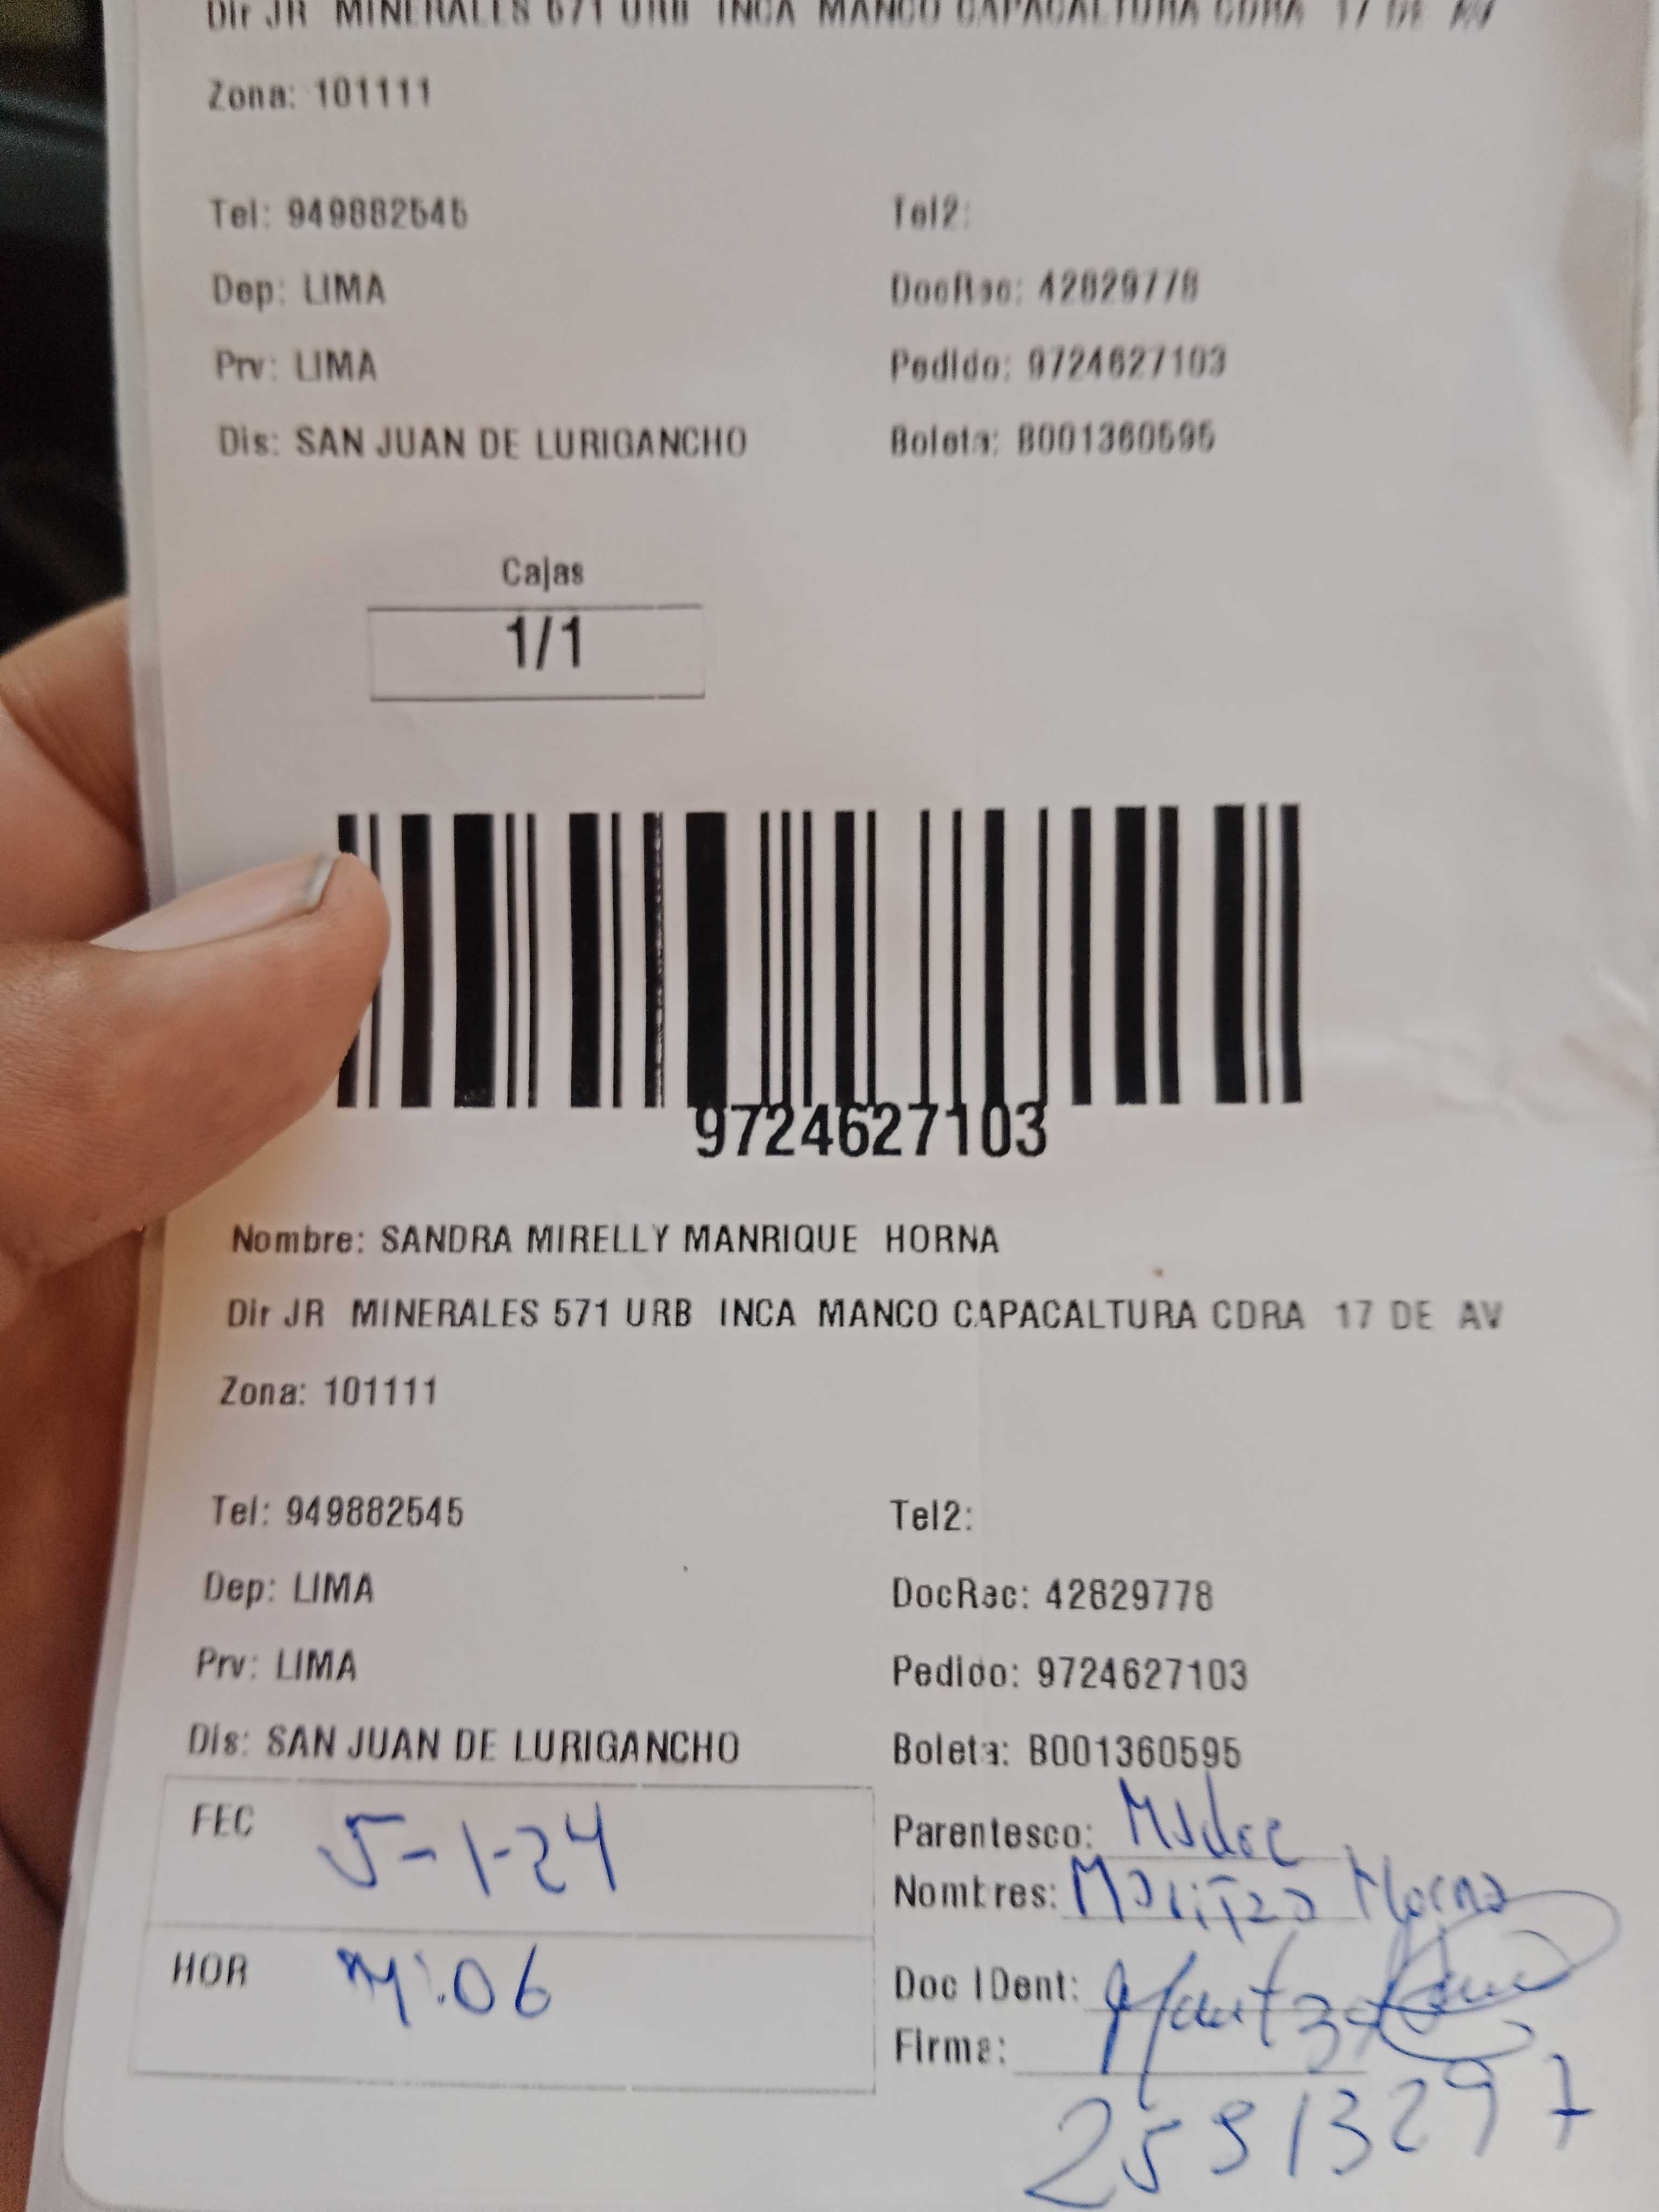 Dir JR MINERALES 571 URB INCA MANCO CAPACALTURA CDRA 17 DE AV
Zona: 101111
Tel: 949882545 Tel2:
Dep: LIMA DocRac: 42829778
Prv: LIMA Pedido: 9724627103
Dis: SAN JUAN DE LURIGANCHO Boleta: B001360595
Cajas
1/1
9724627103
Nombre: SANDRA MIRELLY MANRIQUE HORNA
Dir JR MINERALES 571 URB INCA MANCO CAPACALTURA CDRA 17 DE AV
Zona: 101111
Tel: 949882545 Tel2:
Dep: LIMA DocRac: 42829778
Prv: LIMA Pedido: 9724627103
Dis: SAN JUAN DE LURIGANCHO Boleta: B001360595
FEC 5-1-24 Parentesco: Madre
Nombres: Maritza Horna
HOR :06 Doc IDent:
Firma: